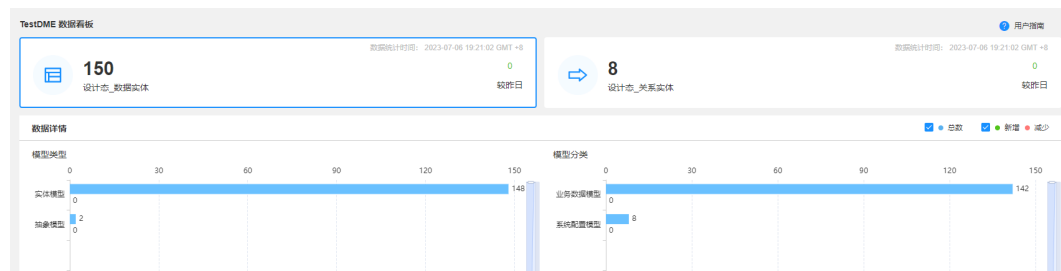 TestDME 数据看板
用户指南
数据统计时间： 2023-07-06 19:21:02 GMT +8
150
0
设计态_数据实体
较昨日
数据统计时间： 2023-07-06 19:21:02 GMT +8
8
0
设计态_关系实体
较昨日
数据详情
总数 新增 减少
模型类型
0 30 60 90 120 150
实体模型 148
0
抽象模型 2
0
模型分类
0 30 60 90 120 150
业务数据模型 142
0
系统配置模型 8
0